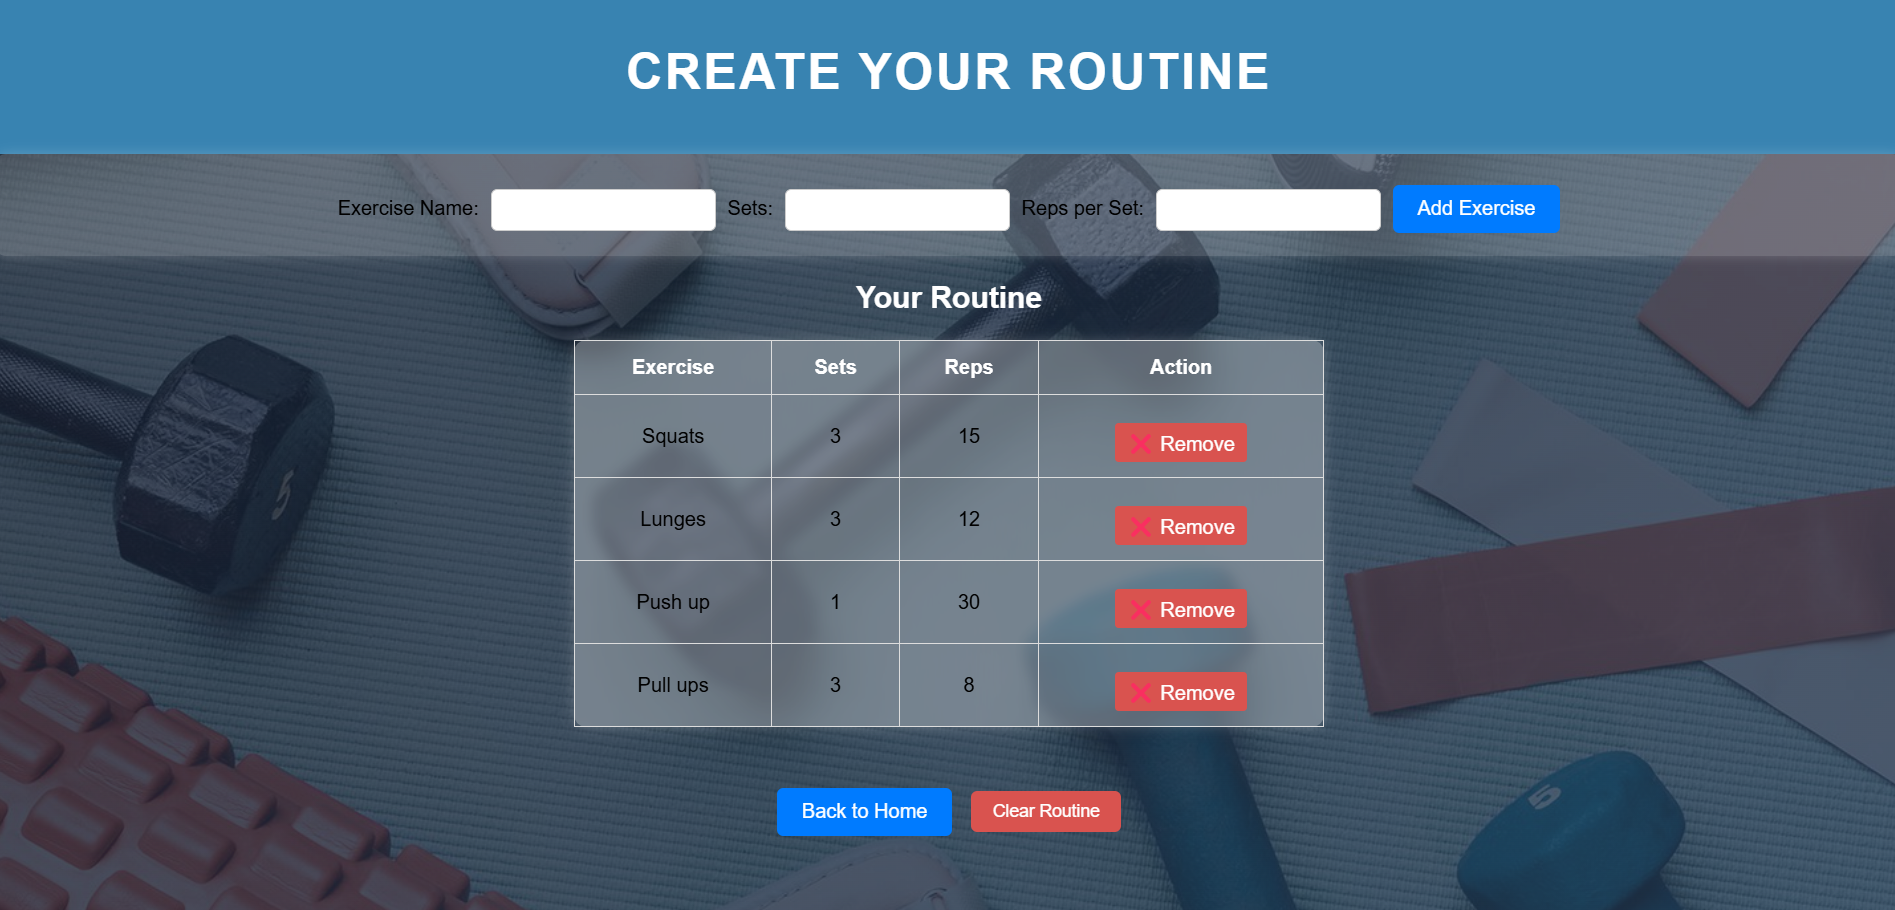 CREATE YOUR ROUTINE
Exercise Name: Sets: Reps per Set: Add Exercise
Your Routine
Exercise Sets Reps Action
Squats 3 15 ❌ Remove
Lunges 3 12 ❌ Remove
Push up 1 30 ❌ Remove
Pull ups 3 8 ❌ Remove
Back to Home Clear Routine
5
5